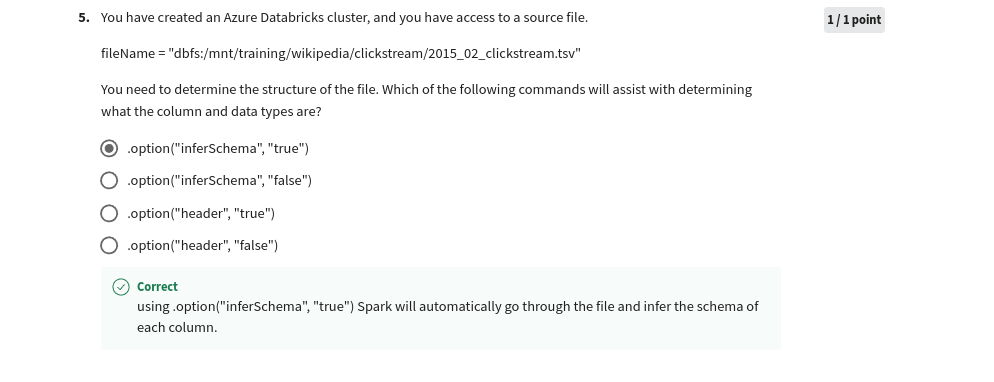 5. You have created an Azure Databricks cluster, and you have access to a source file.
1 / 1 point
fileName = "dbfs:/mnt/training/wikipedia/clickstream/2015_02_clickstream.tsv"
You need to determine the structure of the file. Which of the following commands will assist with determining
what the column and data types are?
.option("inferSchema", "true")
.option("inferSchema", "false")
.option("header", "true")
.option("header", "false")
Correct
using .option("inferSchema", "true") Spark will automatically go through the file and infer the schema of
each column.